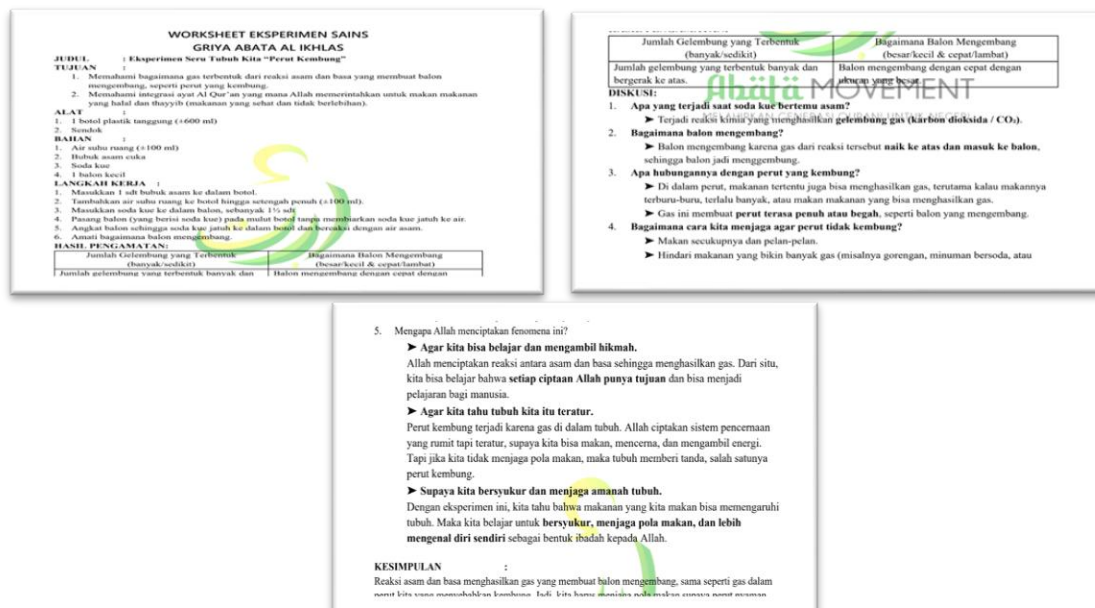 WORKSHEET EKSPERIMEN SAINS
GRIYA ABATA AL IKHLAS
JUDUL : Eksperimen Seru Tubuh Kita “Perut Kembung”
TUJUAN :
1. Memahami bagaimana gas terbentuk dari reaksi asam dan basa yang membuat balon
mengembang, seperti perut yang kembung.
2. Memahami integrasi ayat Al Qur’an yang mana Allah memerintahkan untuk makan makanan
yang halal dan thayyib (makanan yang sehat dan tidak berlebihan).
ALAT :
1. 1 botol plastik tanggung (±600 ml)
2. Sendok
BAHAN :
1. Air suhu ruang (±100 ml)
2. Bubuk asam cuka
3. Soda kue
4. 1 balon kecil
LANGKAH KERJA :
1. Masukkan 1 sdt bubuk asam ke dalam botol.
2. Tambahkan air suhu ruang ke botol hingga setengah penuh (±100 ml).
3. Masukkan soda kue ke dalam balon, sebanyak 1½ sdt
4. Pasang balon (yang berisi soda kue) pada mulut botol tanpa membiarkan soda kue jatuh ke air.
5. Angkat balon sehingga soda kue jatuh ke dalam botol dan bereaksi dengan air asam.
6. Amati bagaimana balon mengembang.
HASIL PENGAMATAN:
Jumlah Gelembung yang Terbentuk Bagaimana Balon Mengembang
(banyak/sedikit) (besar/kecil & cepat/lambat)
Jumlah gelembung yang terbentuk banyak dan Balon mengembang dengan cepat dengan
Jumlah Gelembung yang Terbentuk Bagaimana Balon Mengembang
(banyak/sedikit) (besar/kecil & cepat/lambat)
Jumlah gelembung yang terbentuk banyak dan Balon mengembang dengan cepat dengan
bergerak ke atas. ukuran yang besar.
Abata MOVEMENT
DISKUSI:
1. Apa yang terjadi saat soda kue bertemu asam?
➤ Terjadi reaksi kimia yang menghasilkan gelembung gas (karbon dioksida / CO₂).
2. Bagaimana balon mengembang?
➤ Balon mengembang karena gas dari reaksi tersebut naik ke atas dan masuk ke balon,
sehingga balon jadi menggembung.
3. Apa hubungannya dengan perut yang kembung?
➤ Di dalam perut, makanan tertentu juga bisa menghasilkan gas, terutama kalau makannya
terburu-buru, terlalu banyak, atau makan makanan yang bisa menghasilkan gas.
➤ Gas ini membuat perut terasa penuh atau begah, seperti balon yang mengembang.
4. Bagaimana cara kita menjaga agar perut tidak kembung?
➤ Makan secukupnya dan pelan-pelan.
➤ Hindari makanan yang bikin banyak gas (misalnya gorengan, minuman bersoda, atau
5. Mengapa Allah menciptakan fenomena ini?
➤ Agar kita bisa belajar dan mengambil hikmah.
Allah menciptakan reaksi antara asam dan basa sehingga menghasilkan gas. Dari situ,
kita bisa belajar bahwa setiap ciptaan Allah punya tujuan dan bisa menjadi
pelajaran bagi manusia.
➤ Agar kita tahu tubuh kita itu teratur.
Perut kembung terjadi karena gas di dalam tubuh. Allah ciptakan sistem pencernaan
yang rumit tapi teratur, supaya kita bisa makan, mencerna, dan mengambil energi.
Tapi jika kita tidak menjaga pola makan, maka tubuh memberi tanda, salah satunya
perut kembung.
➤ Supaya kita bersyukur dan menjaga amanah tubuh.
Dengan eksperimen ini, kita tahu bahwa makanan yang kita makan bisa memengaruhi
tubuh. Maka kita belajar untuk bersyukur, menjaga pola makan, dan lebih
mengenal diri sendiri sebagai bentuk ibadah kepada Allah.
KESIMPULAN :
Reaksi asam dan basa menghasilkan gas yang membuat balon mengembang, sama seperti gas dalam
perut kita yang menyebabkan kembung. Jadi, kita harus menjaga pola makan supaya perut nyaman